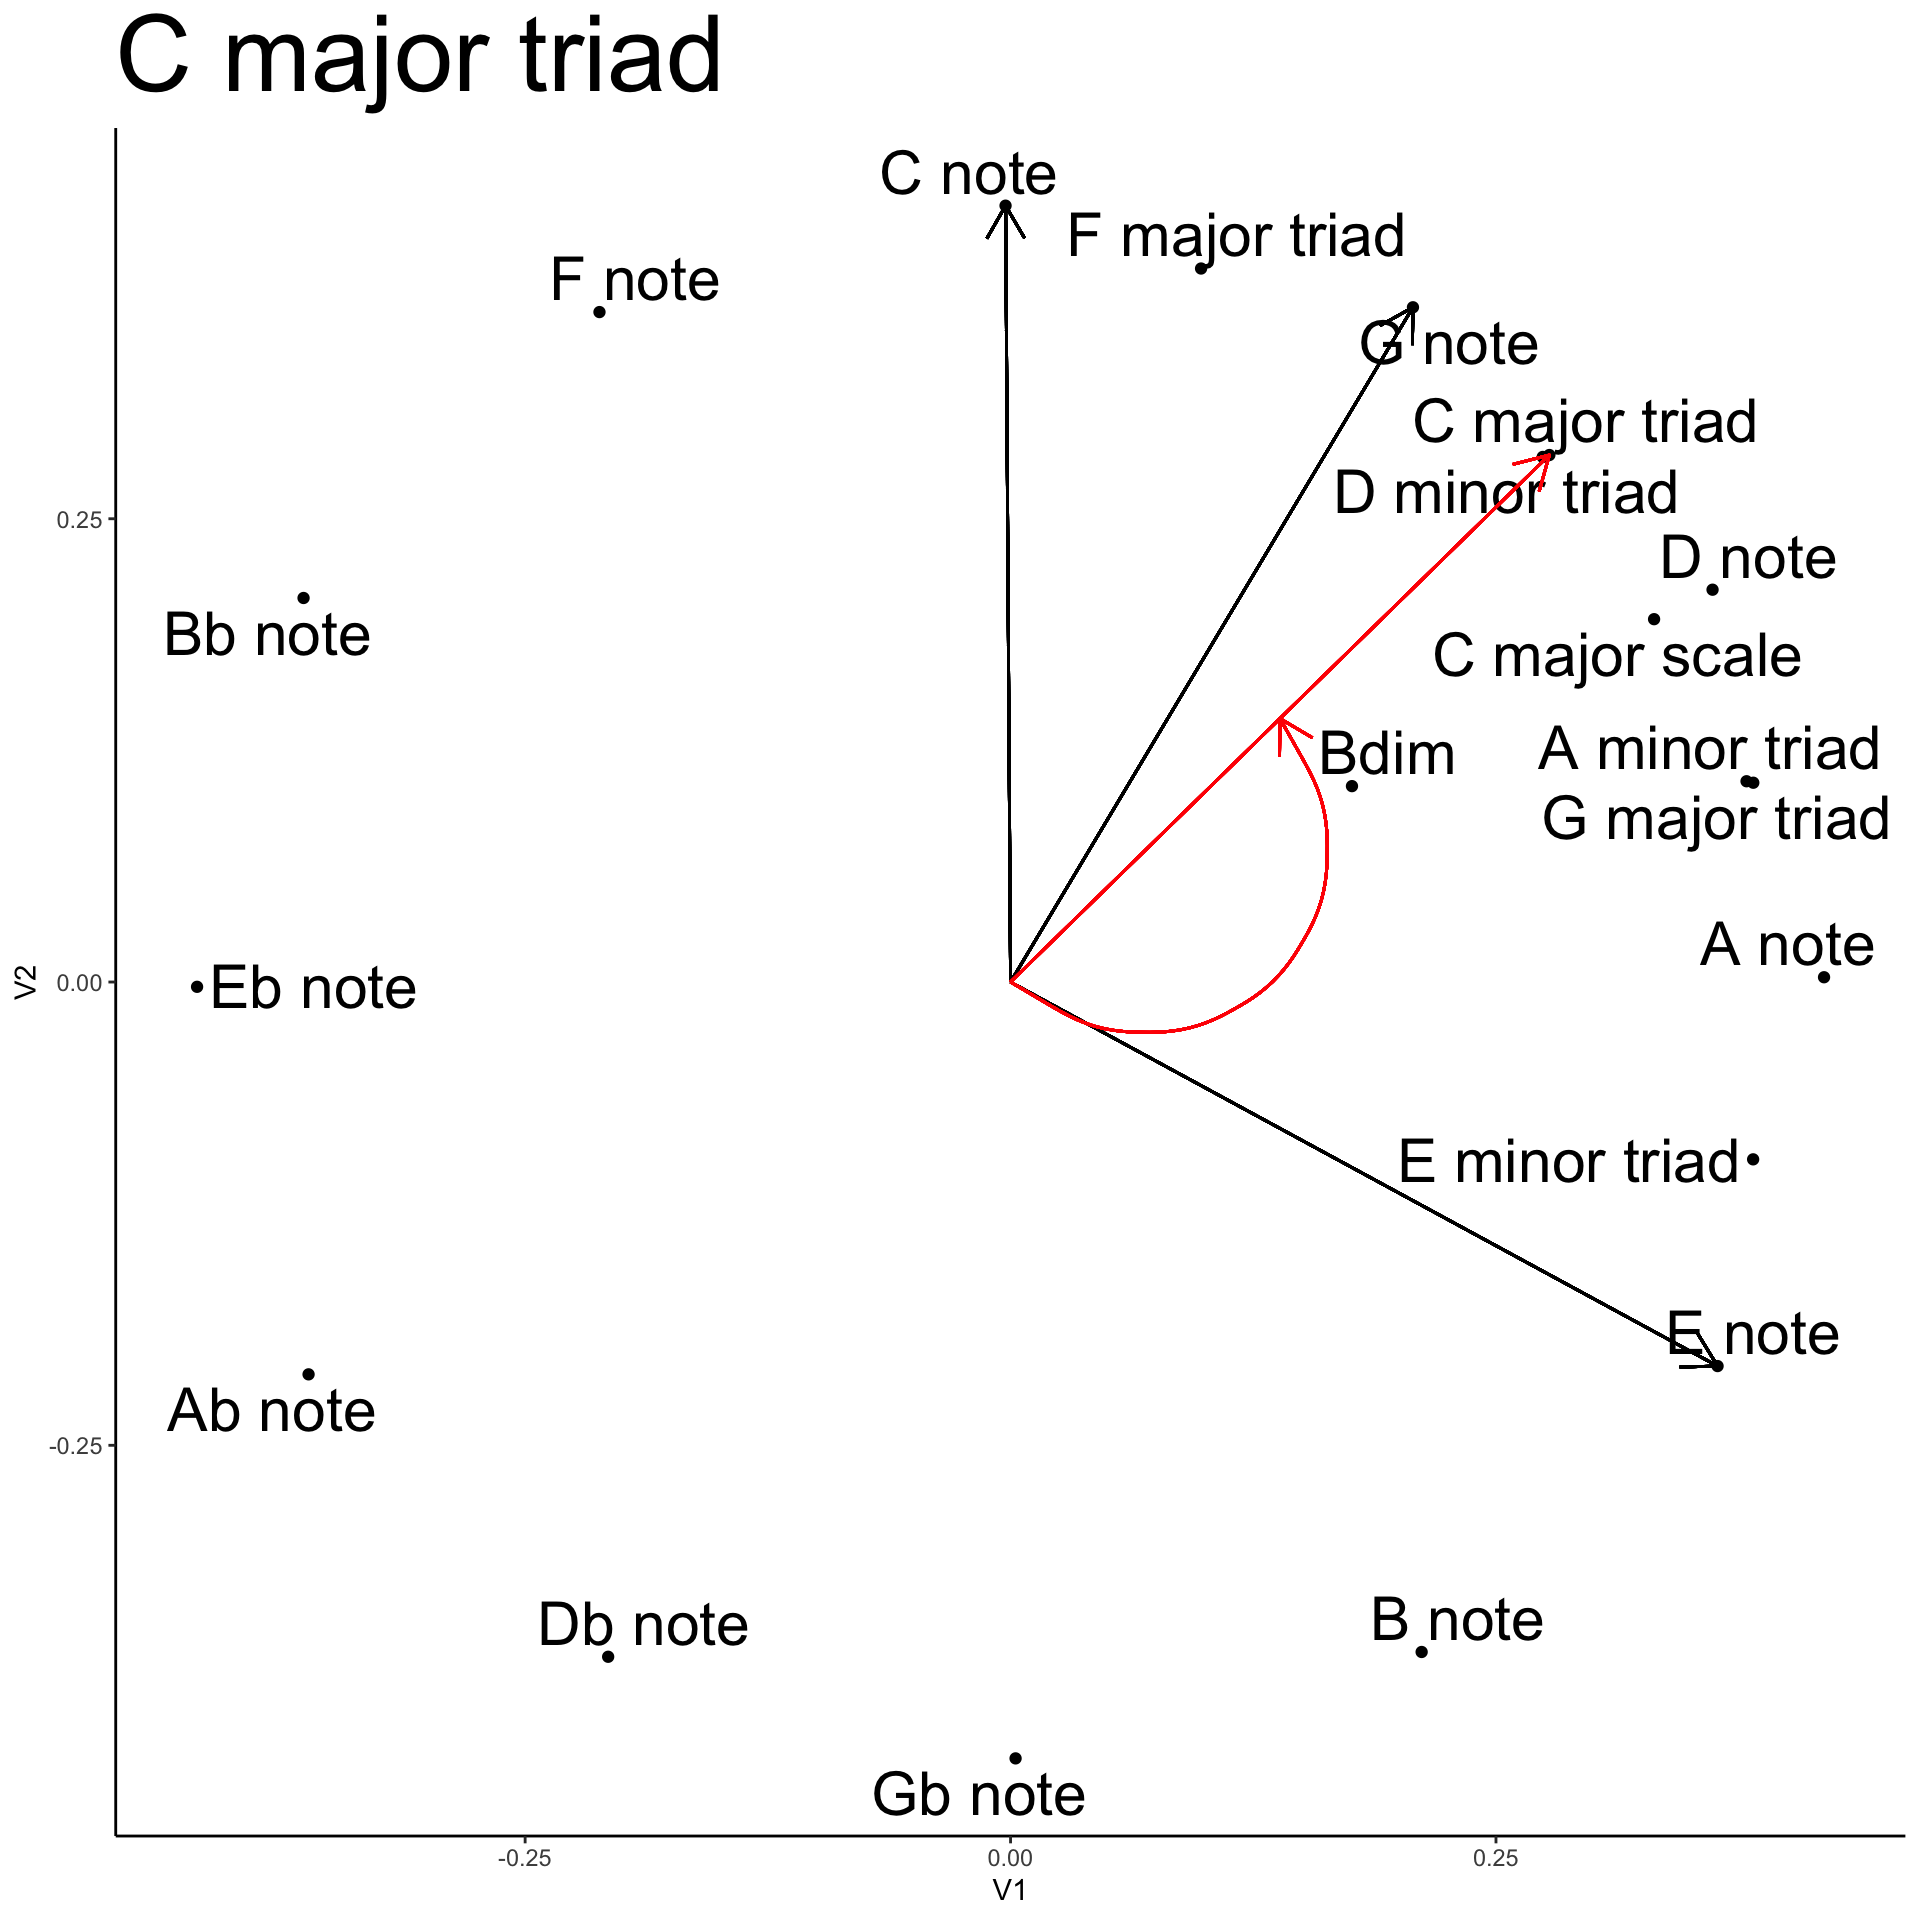 C major triad
C note
F major triad
F note
G note
C major triad
D minor triad
0.25
D note
Bb note
C major scale
Bdim
A minor triad
G major triad
A note
V2
0.00
Eb note
E minor triad
E note
Ab note
-0.25
Db note
B note
Gb note
-0.25
0.00
0.25
V1